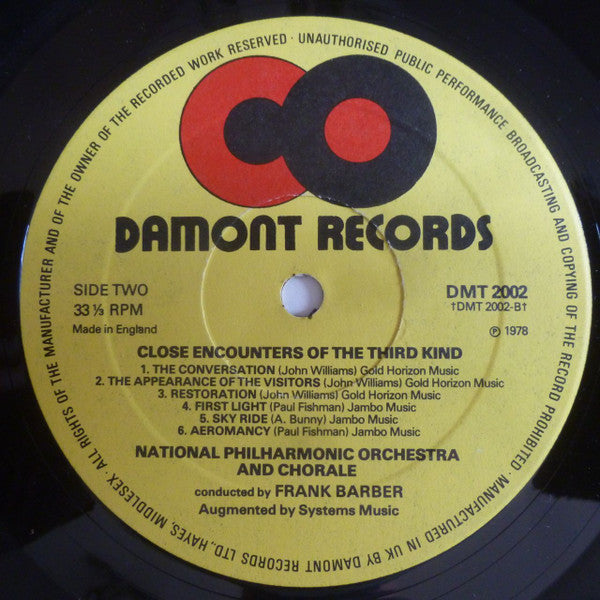 ALL RIGHTS OF THE MANUFACTURER AND OF THE OWNER OF THE RECORDED WORK RESERVED · UNAUTHORISED PUBLIC PERFORMANCE BROADCASTING AND COPYING OF THE RECORD PROHIBITED · MANUFACTURED IN UK BY DAMONT RECORDS LTD., HAYES, MIDDLESEX ·
DAMONT RECORDS
SIDE TWO
33 ⅓ RPM
Made in England
DMT 2002
†DMT 2002-B†
℗ 1978
CLOSE ENCOUNTERS OF THE THIRD KIND
1. THE CONVERSATION (John Williams) Gold Horizon Music
2. THE APPEARANCE OF THE VISITORS (John Williams) Gold Horizon Music
3. RESTORATION (John Williams) Gold Horizon Music
4. FIRST LIGHT (Paul Fishman) Jambo Music
5. SKY RIDE (A. Bunny) Jambo Music
6. AEROMANCY (Paul Fishman) Jambo Music
NATIONAL PHILHARMONIC ORCHESTRA
AND CHORALE
conducted by FRANK BARBER
Augmented by Systems Music